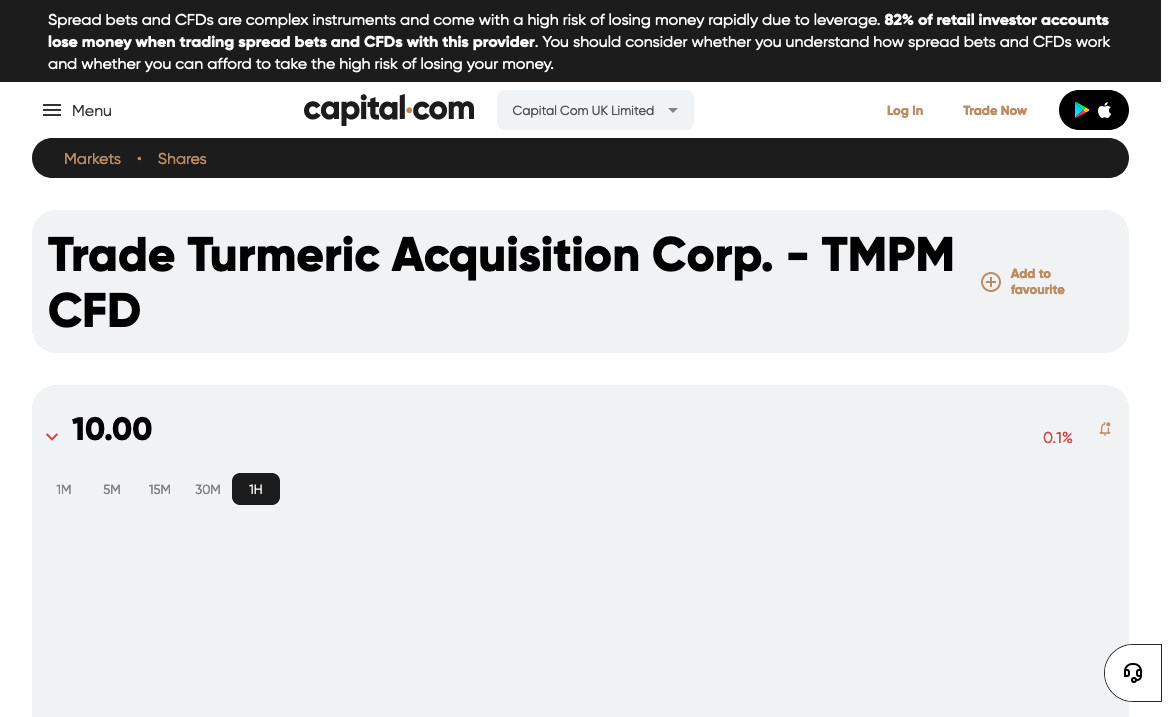 Spread bets and CFDs are complex instruments and come with a high risk of losing money rapidly due to leverage. 82% of retail investor accounts
lose money when trading spread bets and CFDs with this provider. You should consider whether you understand how spread bets and CFDs work
and whether you can afford to take the high risk of losing your money.
Menu
capital.com
Capital Com UK Limited
Log In
Trade Now
Markets • Shares
Trade Turmeric Acquisition Corp. - TMPM
CFD
Add to
favourite
10.00
0.1%
1M 5M 15M 30M 1H